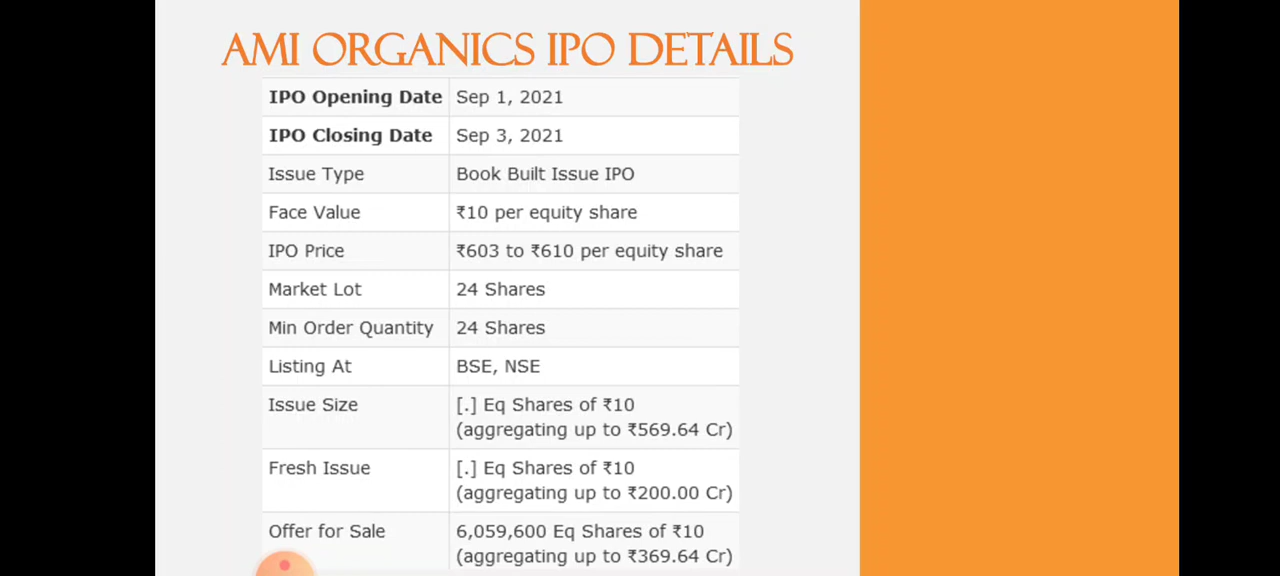 AMI ORGANICS IPO DETAILS
IPO Opening Date Sep 1, 2021
IPO Closing Date Sep 3, 2021
Issue Type Book Built Issue IPO
Face Value ₹10 per equity share
IPO Price ₹603 to ₹610 per equity share
Market Lot 24 Shares
Min Order Quantity 24 Shares
Listing At BSE, NSE
Issue Size [.] Eq Shares of ₹10
(aggregating up to ₹569.64 Cr)
Fresh Issue [.] Eq Shares of ₹10
(aggregating up to ₹200.00 Cr)
Offer for Sale 6,059,600 Eq Shares of ₹10
(aggregating up to ₹369.64 Cr)